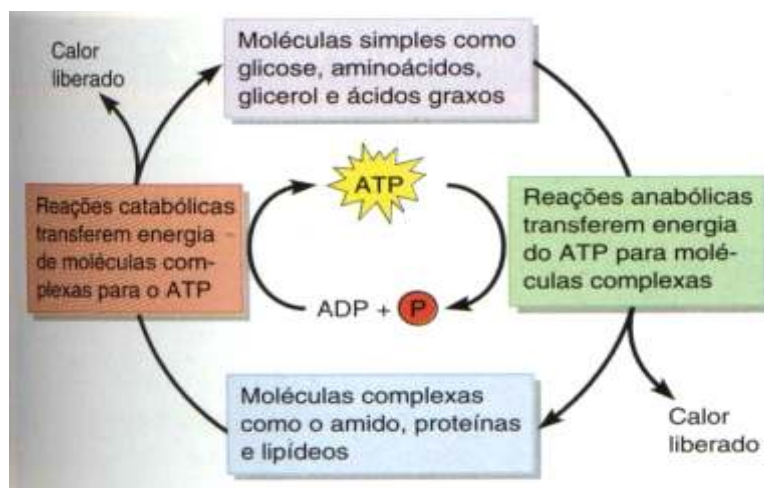 Calor
liberado
Moléculas simples como
glicose, aminoácidos,
glicerol e ácidos graxos
ATP
Reações catabólicas
transferem energia
de moléculas com-
plexas para o ATP
Reações anabólicas
transferem energia
do ATP para molé-
culas complexas
ADP + P
Moléculas complexas
como o amido, proteínas
e lipídeos
Calor
liberado